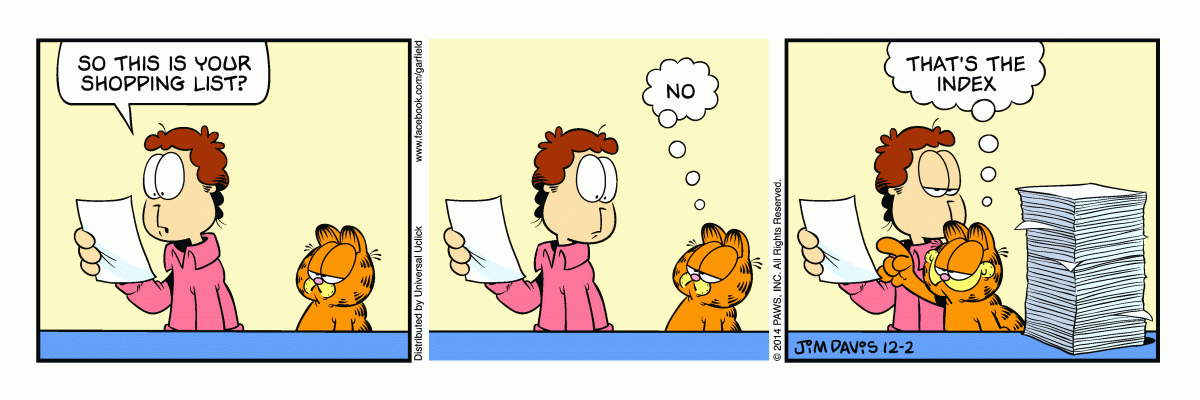 SO THIS IS YOUR
SHOPPING LIST?
Distributed by Universal Uclick
www.facebook.com/garfield
NO
© 2014 PAWS, INC. All Rights Reserved.
THAT'S THE
INDEX
JIM DAVIS 12-2